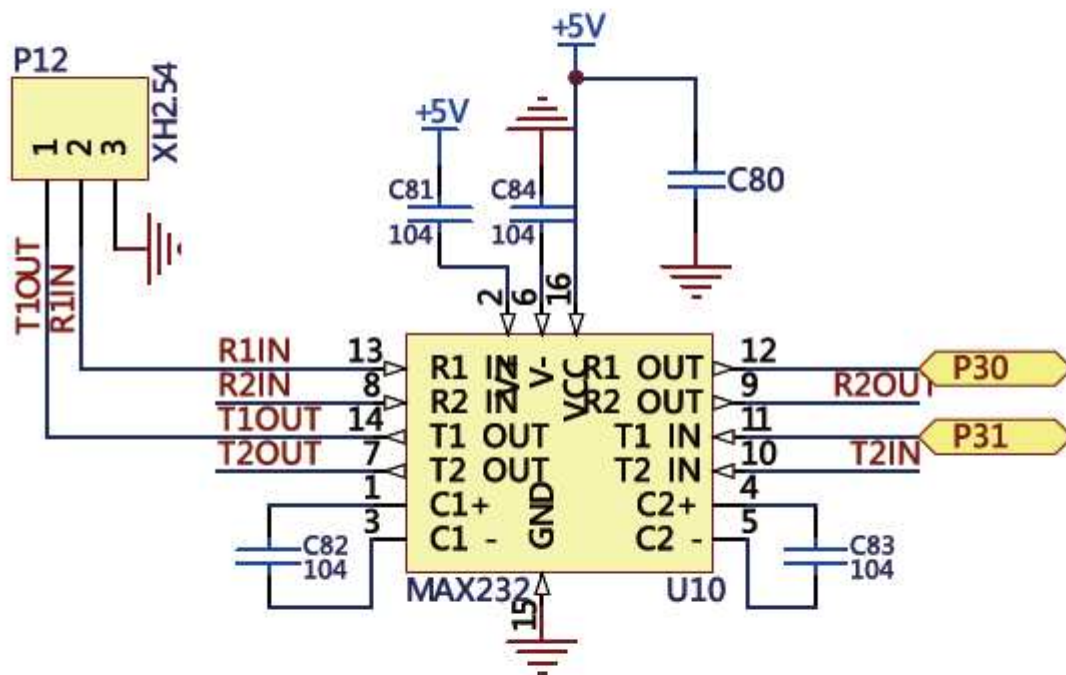 +5V
P12
XH2.54
1 2 3
+5V
C81
104
C84
104
C80
T1OUT
R1IN
2
6
16
R1IN
13
R1 IN
V-
VCC
R1 OUT
12
P30
R2IN
8
R2 IN
R2 OUT
9
R2OUT
T1OUT
14
T1 OUT
T1 IN
11
P31
T2OUT
7
T2 OUT
T2 IN
10
T2IN
1
C1+
GND
C2+
4
3
C1 -
C2 -
5
C82
104
C83
104
MAX232
U10
15